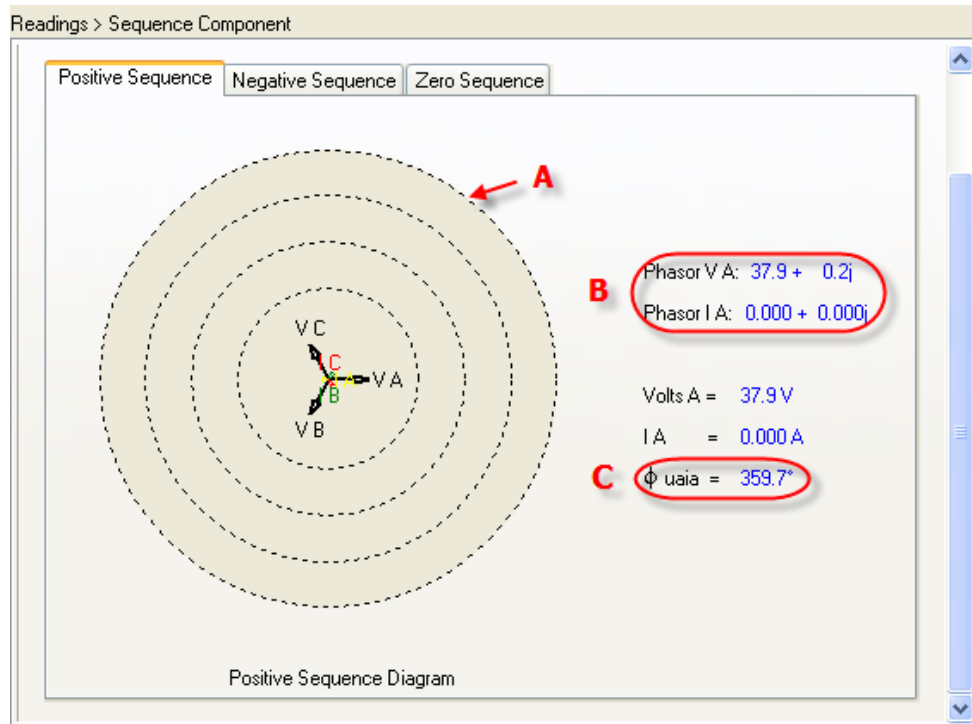 Readings > Sequence Component
Positive Sequence
Negative Sequence
Zero Sequence
A
V C
C
A
V A
B
V B
B
Phasor V A: 37.9 + 0.2j
Phasor I A: 0.000 + 0.000j
Volts A = 37.9 V
I A = 0.000 A
C
ϕ uaia = 359.7°
Positive Sequence Diagram